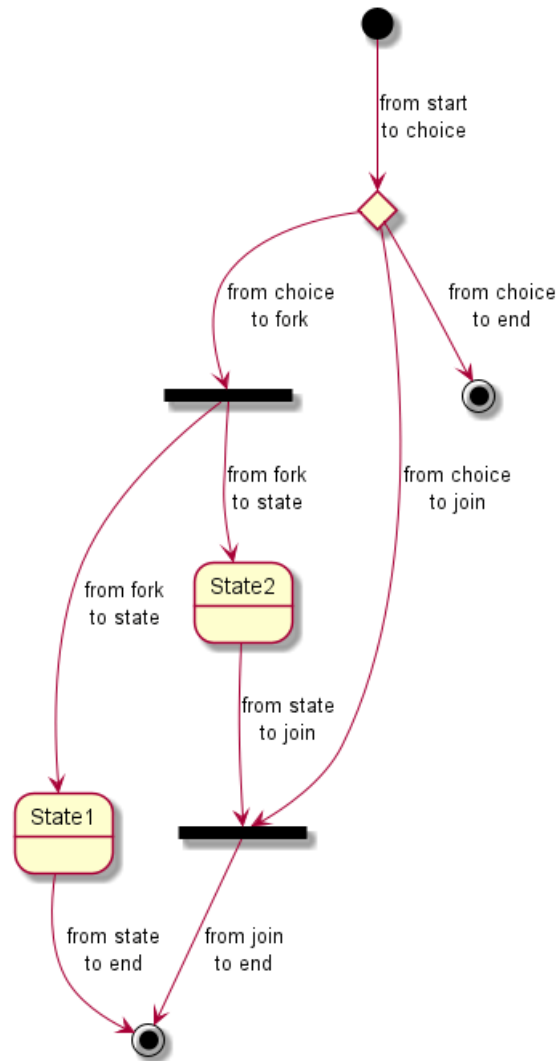 from start
to choice
from choice
to fork
from choice
to end
from choice
to join
from fork
to state
State2
from fork
to state
from state
to join
State1
from state
to end
from join
to end